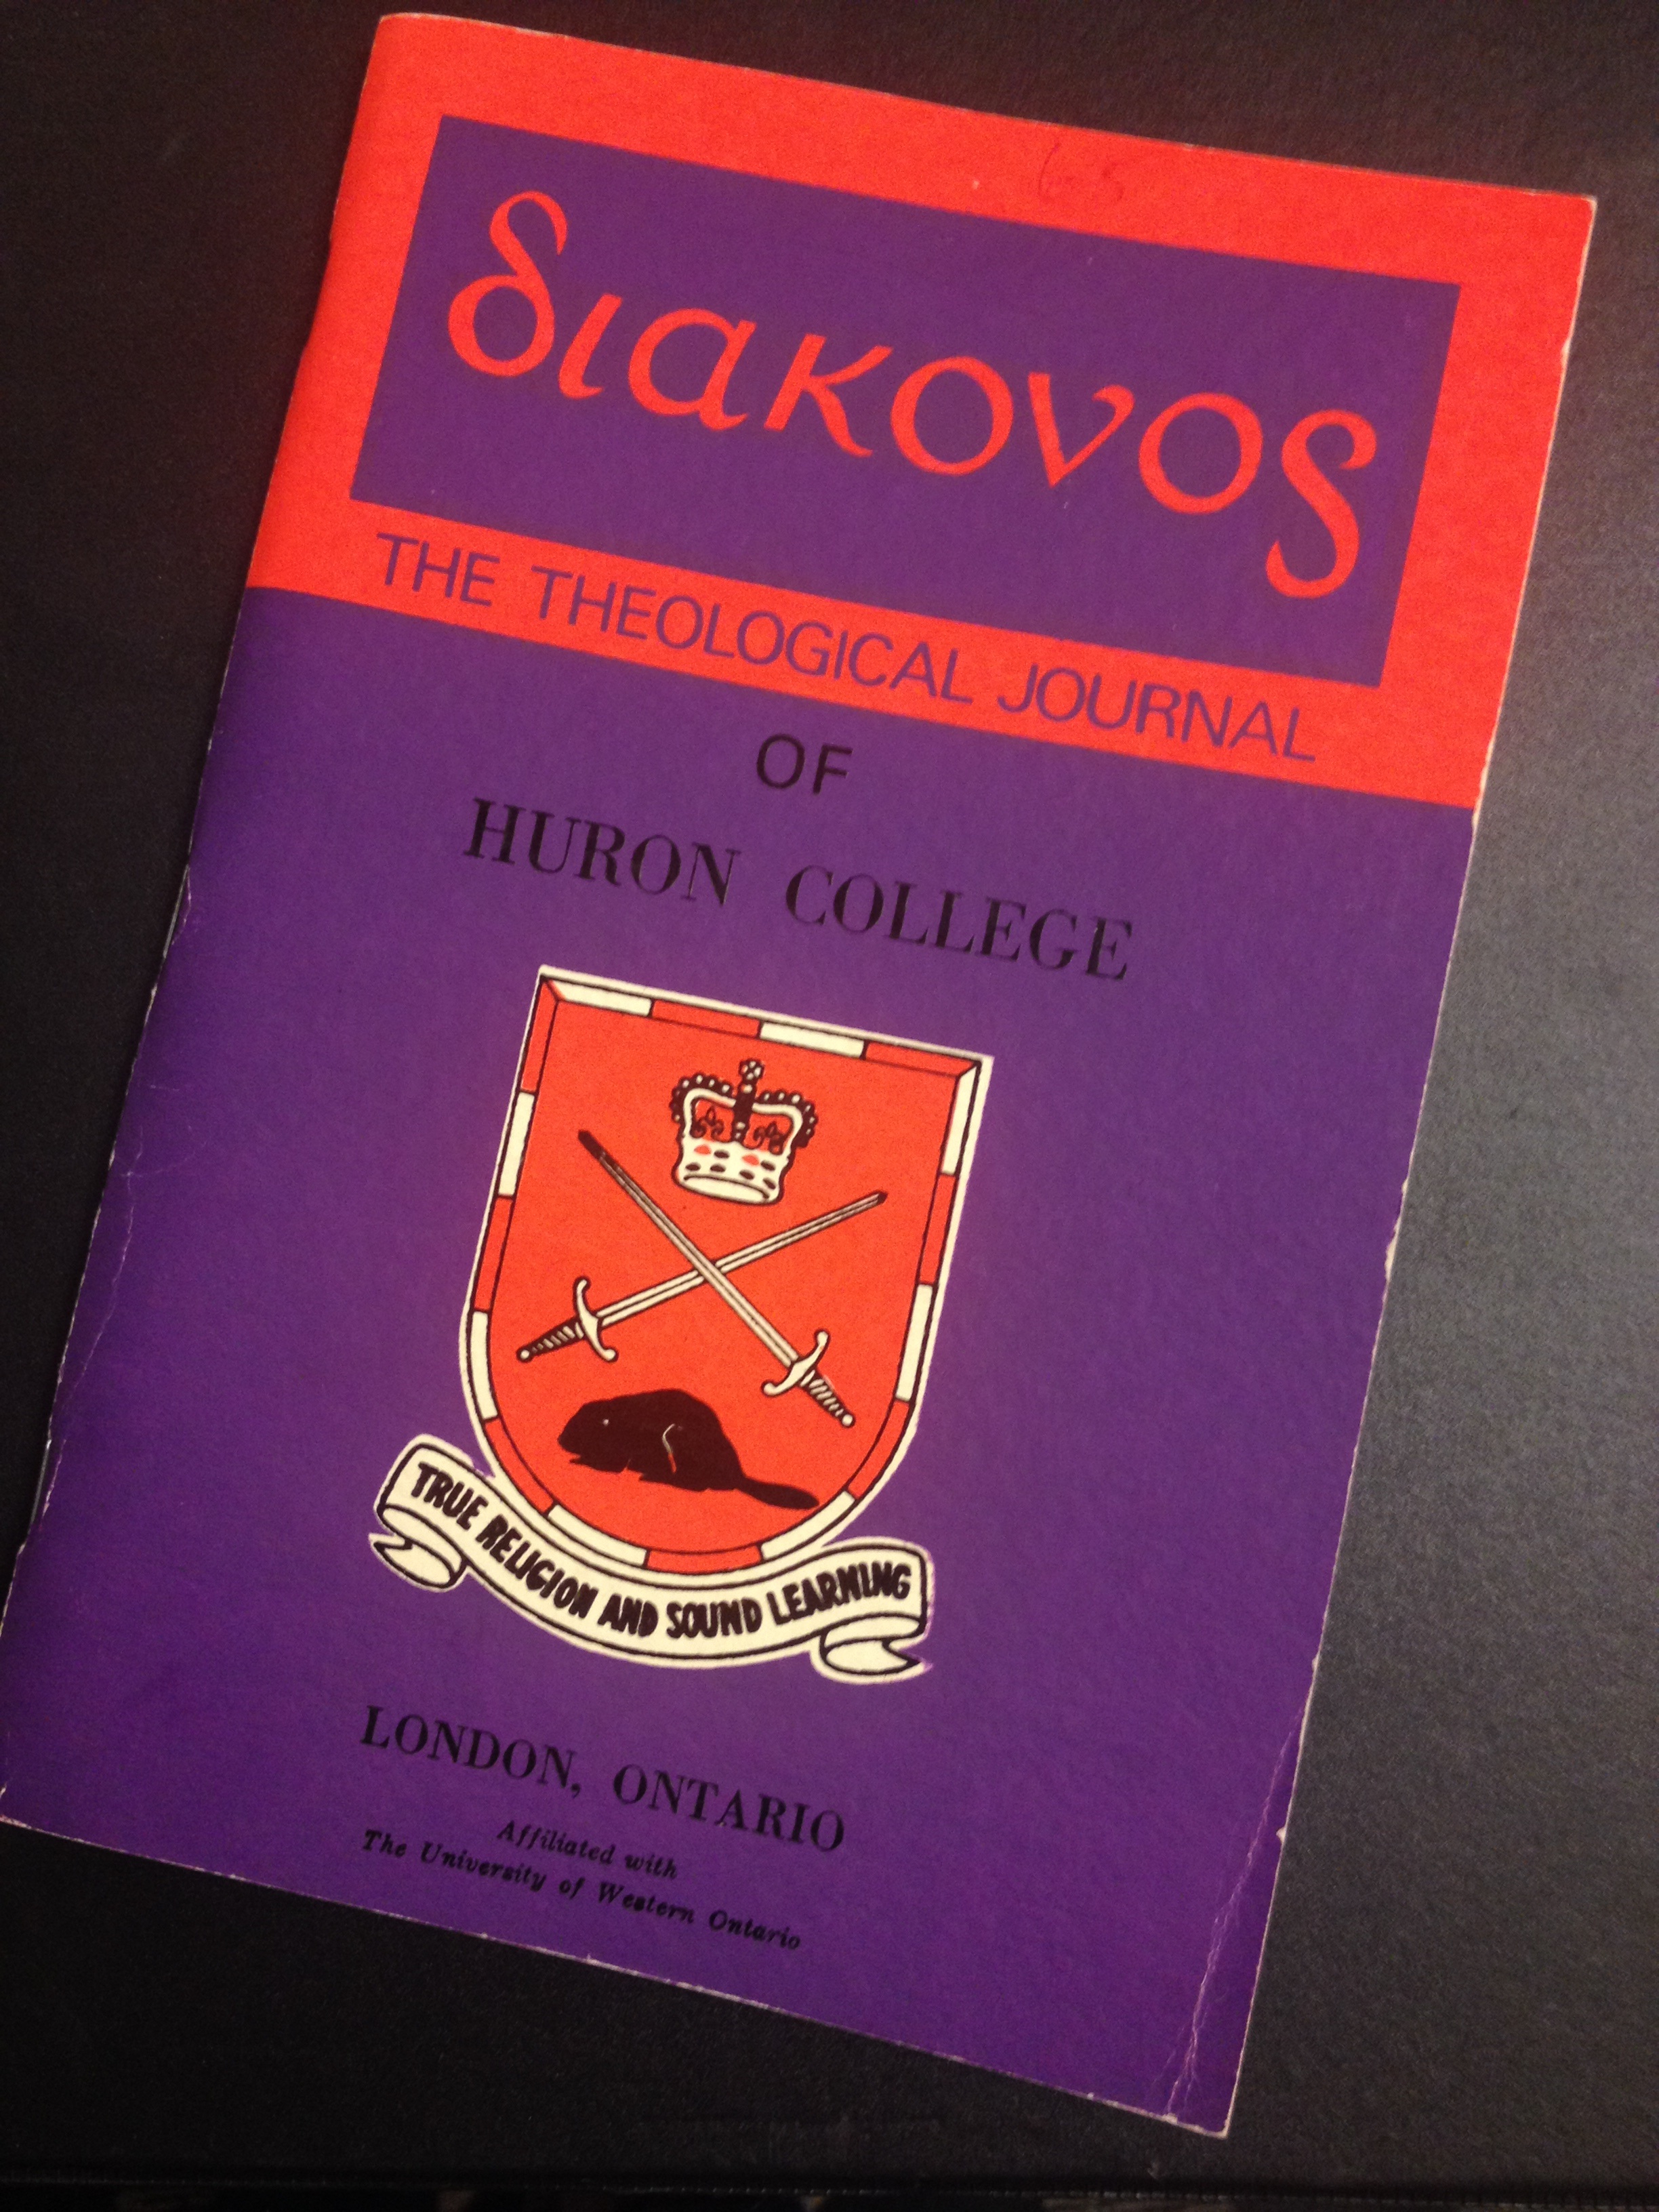 διακονος
THE THEOLOGICAL JOURNAL
OF
HURON COLLEGE
TRUE RELIGION AND SOUND LEARNING
LONDON, ONTARIO
Affiliated with
The University of Western Ontario